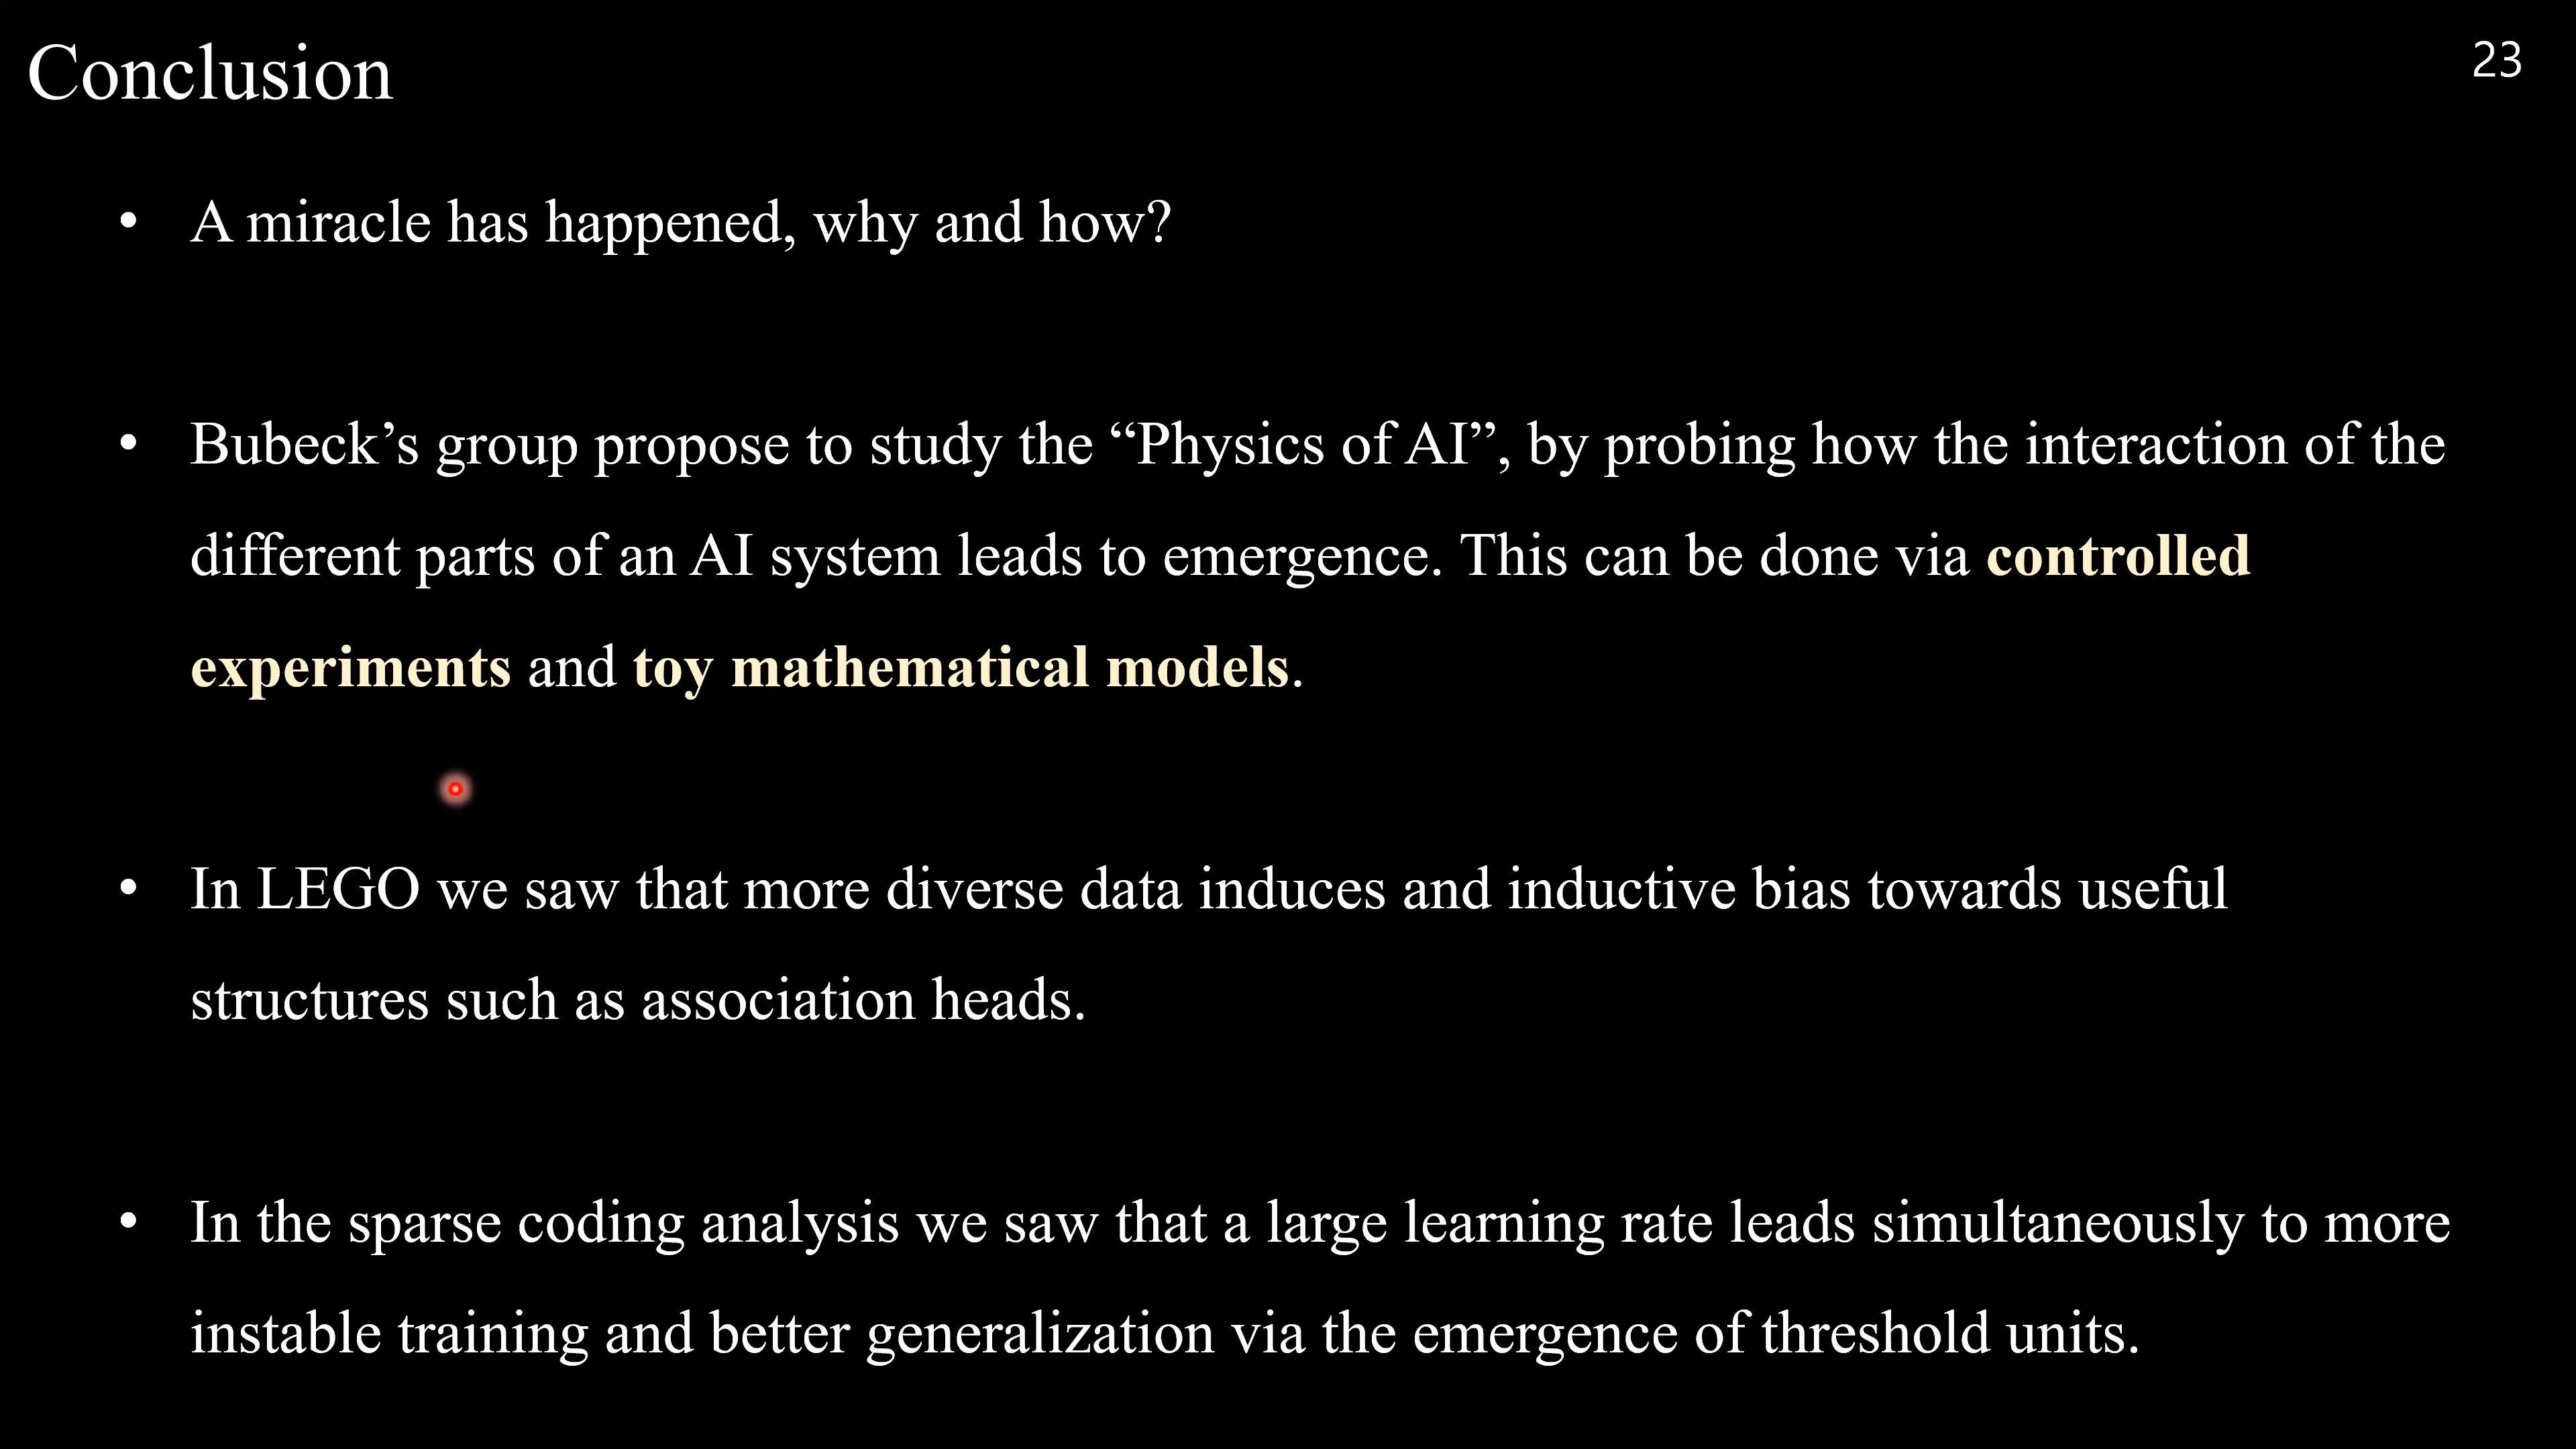 Conclusion
23
• A miracle has happened, why and how?
• Bubeck’s group propose to study the “Physics of AI”, by probing how the interaction of the
different parts of an AI system leads to emergence. This can be done via controlled
experiments and toy mathematical models.
• In LEGO we saw that more diverse data induces and inductive bias towards useful
structures such as association heads.
• In the sparse coding analysis we saw that a large learning rate leads simultaneously to more
instable training and better generalization via the emergence of threshold units.